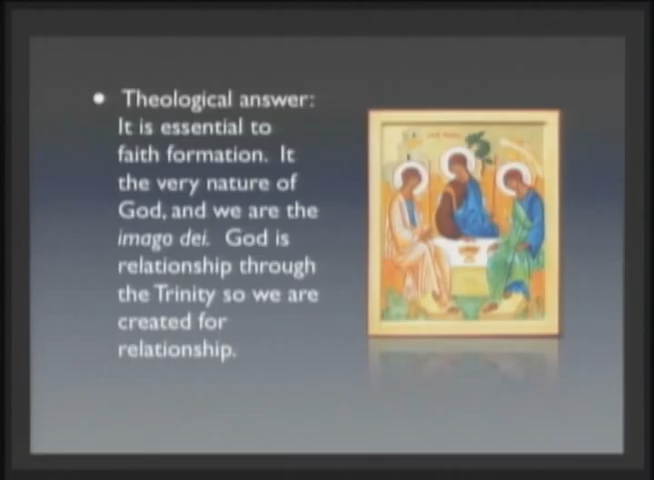 Theological answer:
It is essential to
faith formation. It
the very nature of
God, and we are the
imago dei. God is
relationship through
the Trinity so we are
created for
relationship.